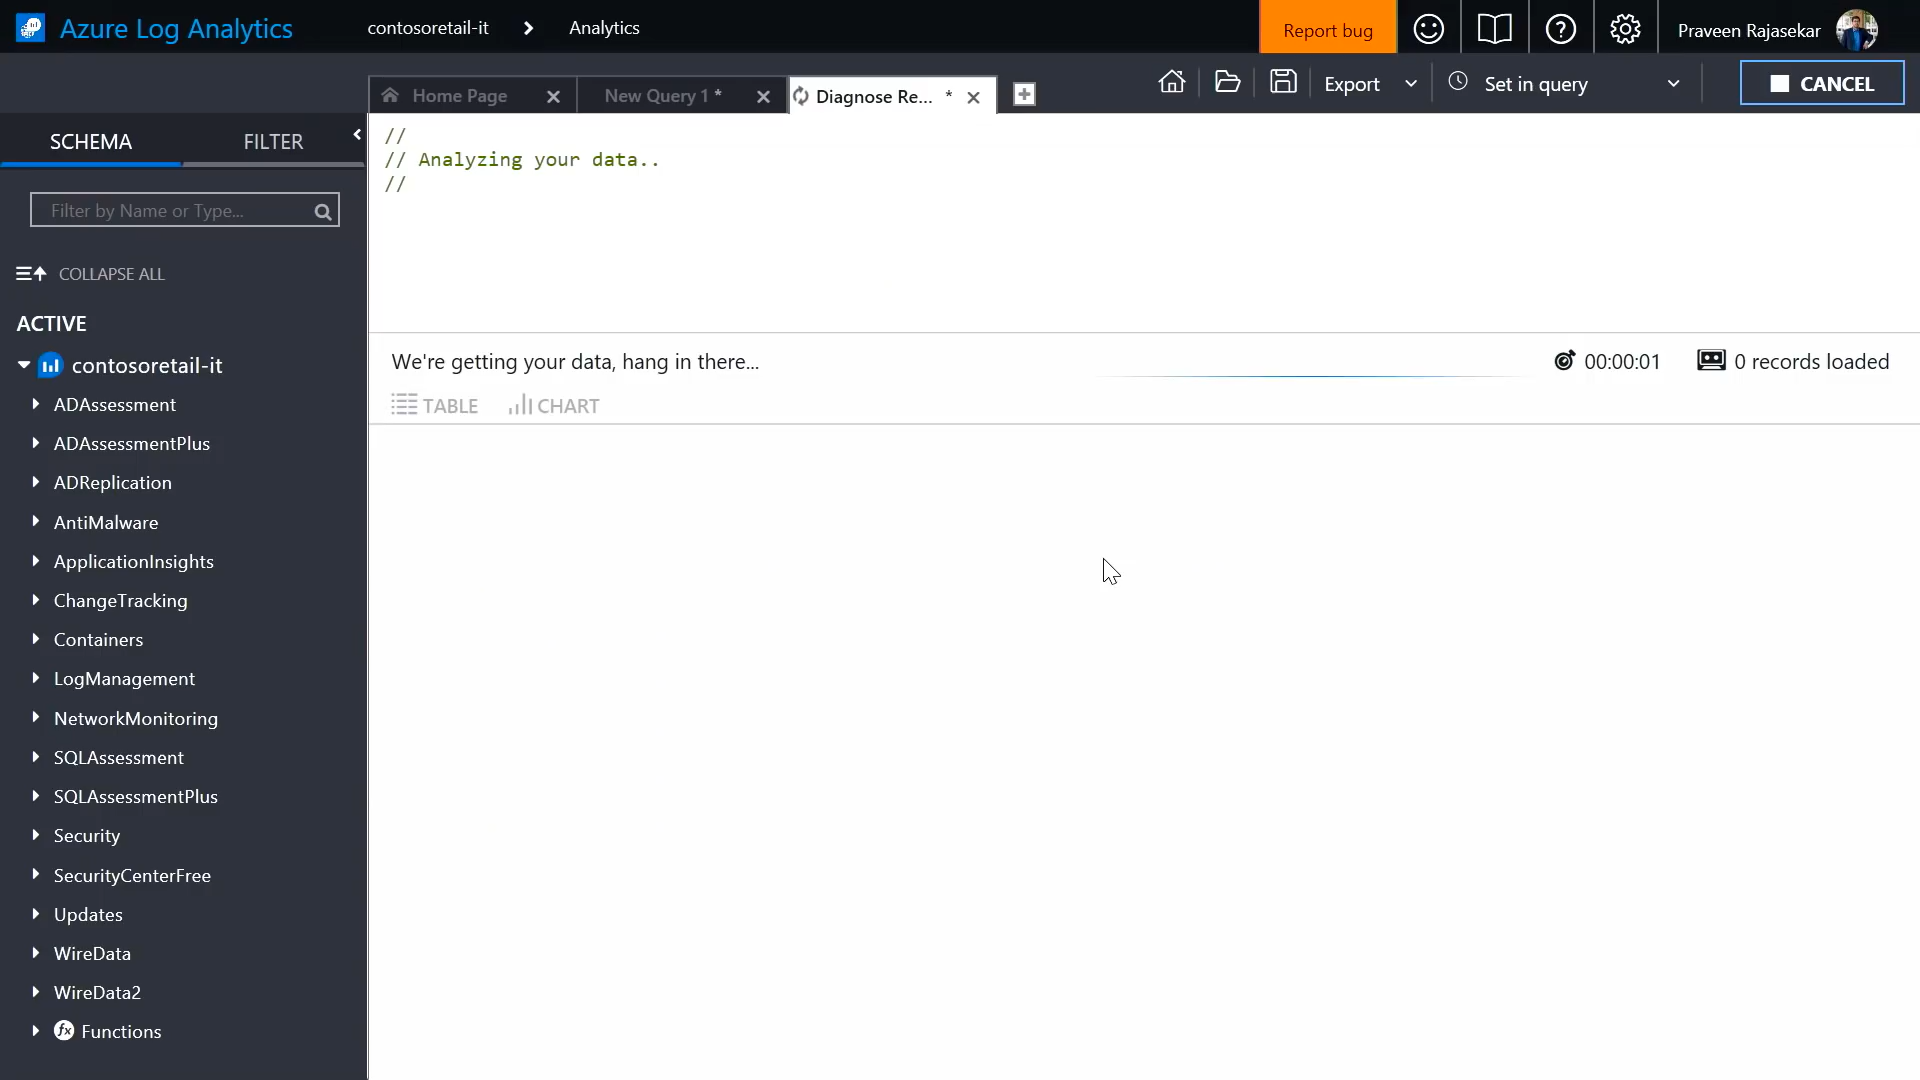 Azure Log Analytics
contosoretail-it
Analytics
Report bug
Praveen Rajasekar
Home Page
New Query 1 *
Diagnose Re... *
Export
Set in query
CANCEL
SCHEMA
FILTER
Filter by Name or Type...
COLLAPSE ALL
ACTIVE
contosoretail-it
ADAssessment
ADAssessmentPlus
ADReplication
AntiMalware
ApplicationInsights
ChangeTracking
Containers
LogManagement
NetworkMonitoring
SQLAssessment
SQLAssessmentPlus
Security
SecurityCenterFree
Updates
WireData
WireData2
fx Functions
//
// Analyzing your data..
//
We're getting your data, hang in there...
00:00:01
0 records loaded
TABLE
CHART